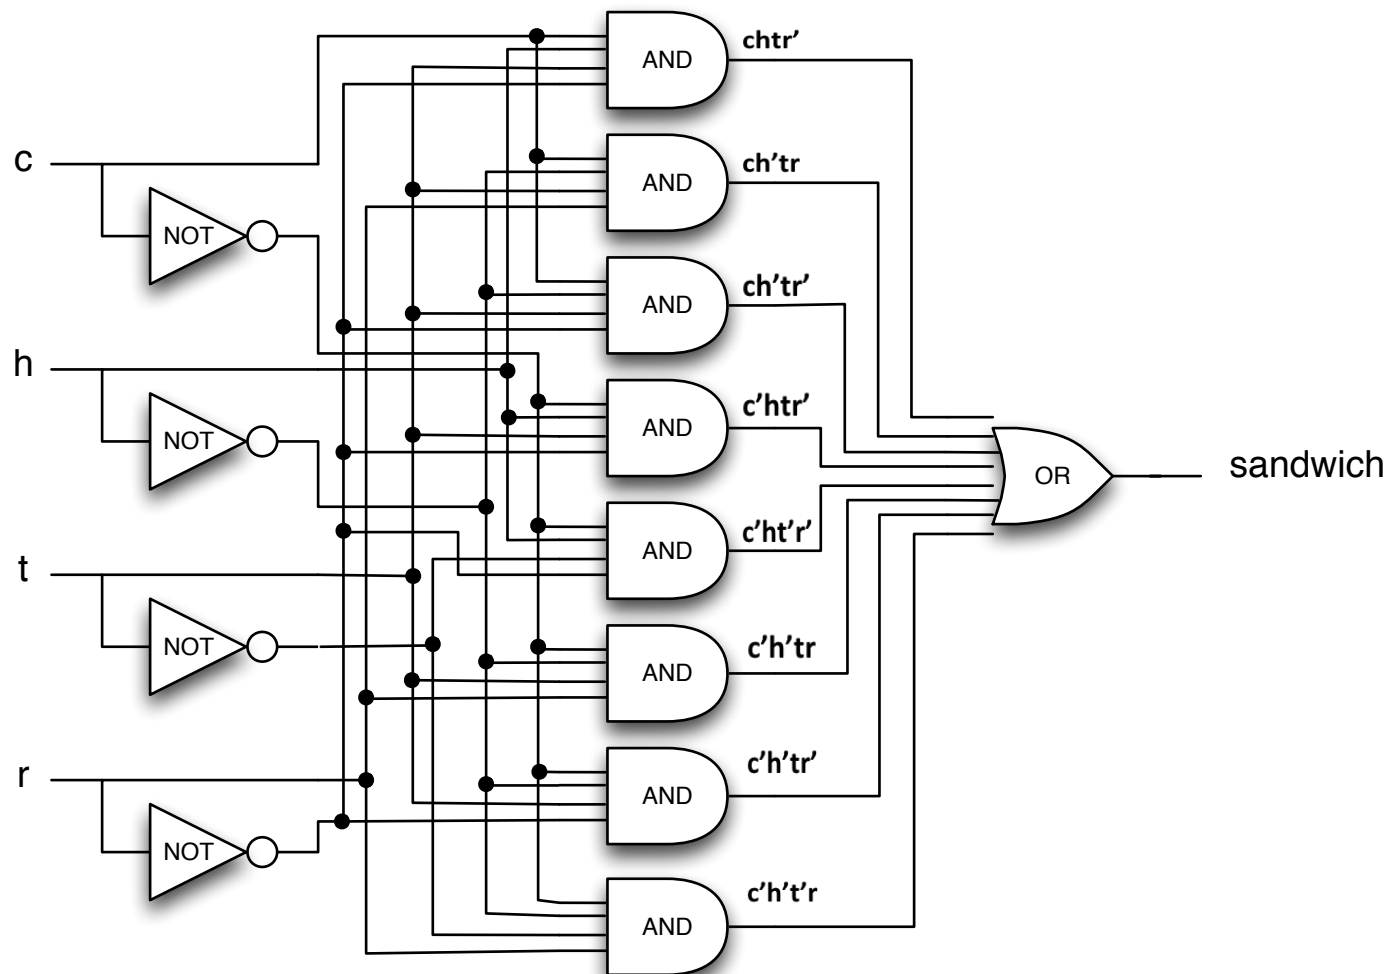 AND
chtr’
c
AND
ch’tr
NOT
AND
ch’tr’
h
AND
c’htr’
NOT
OR
sandwich
AND
c’ht’r’
t
NOT
AND
c’h’tr
r
AND
c’h’tr’
NOT
AND
c’h’t’r